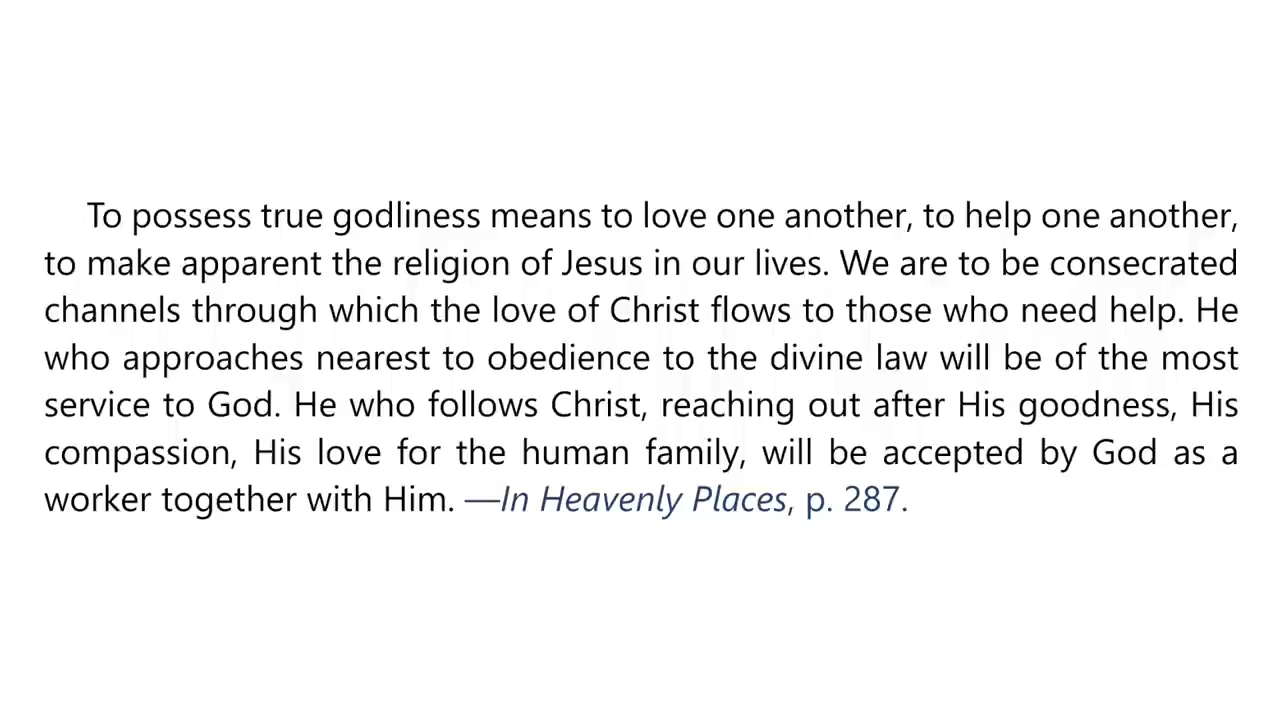 To possess true godliness means to love one another, to help one another,
to make apparent the religion of Jesus in our lives. We are to be consecrated
channels through which the love of Christ flows to those who need help. He
who approaches nearest to obedience to the divine law will be of the most
service to God. He who follows Christ, reaching out after His goodness, His
compassion, His love for the human family, will be accepted by God as a
worker together with Him. —In Heavenly Places, p. 287.